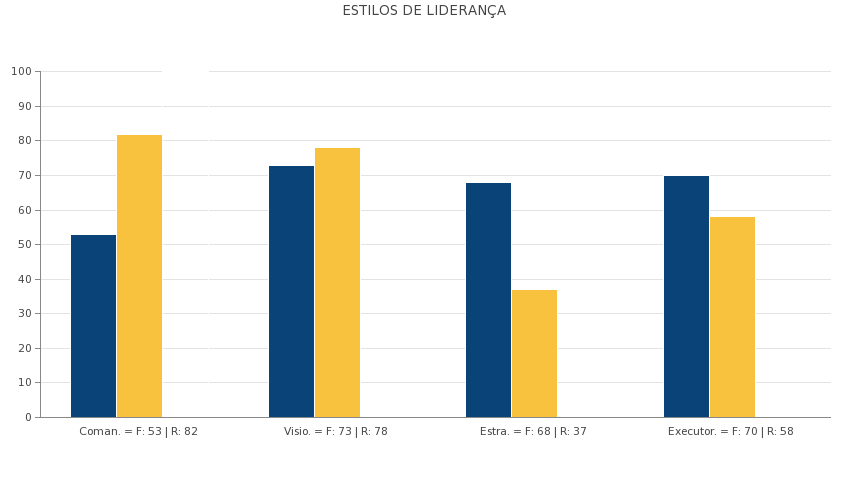 ESTILOS DE LIDERANÇA
100
90
80
70
60
50
40
30
20
10
0
Coman. = F: 53 | R: 82
Visio. = F: 73 | R: 78
Estra. = F: 68 | R: 37
Executor. = F: 70 | R: 58